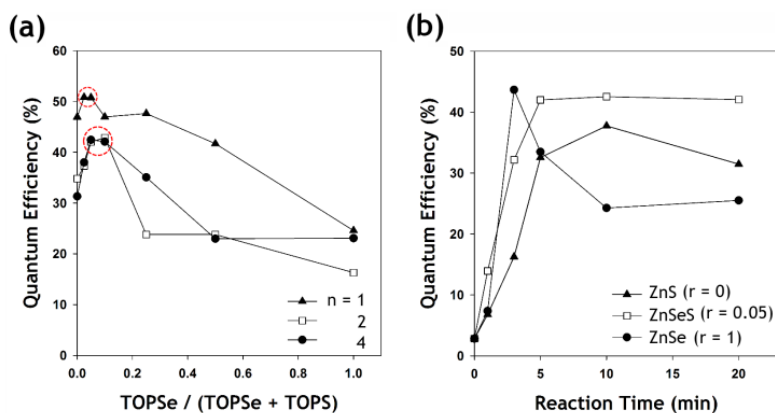 (a)
60
50
40
30
20
10
0
Quantum Efficiency (%)
n = 1
2
4
0.0 0.2 0.4 0.6 0.8 1.0
TOPSe / (TOPSe + TOPS)
(b)
50
40
30
20
10
0
Quantum Efficiency (%)
ZnS (r = 0)
ZnSeS (r = 0.05)
ZnSe (r = 1)
0 5 10 15 20
Reaction Time (min)